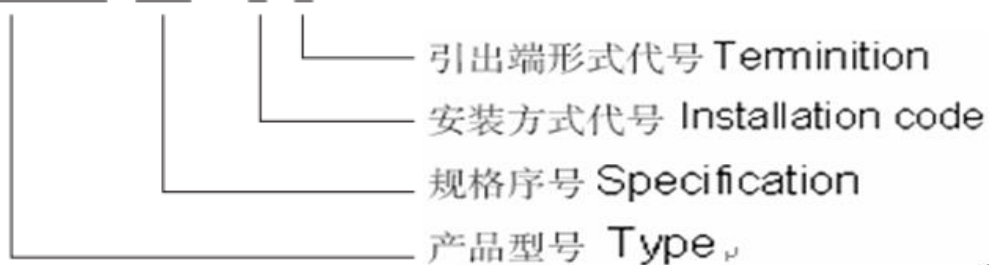 引出端形式代号 Terminition
安装方式代号 Installation code
规格序号 Specification
产品型号 Type